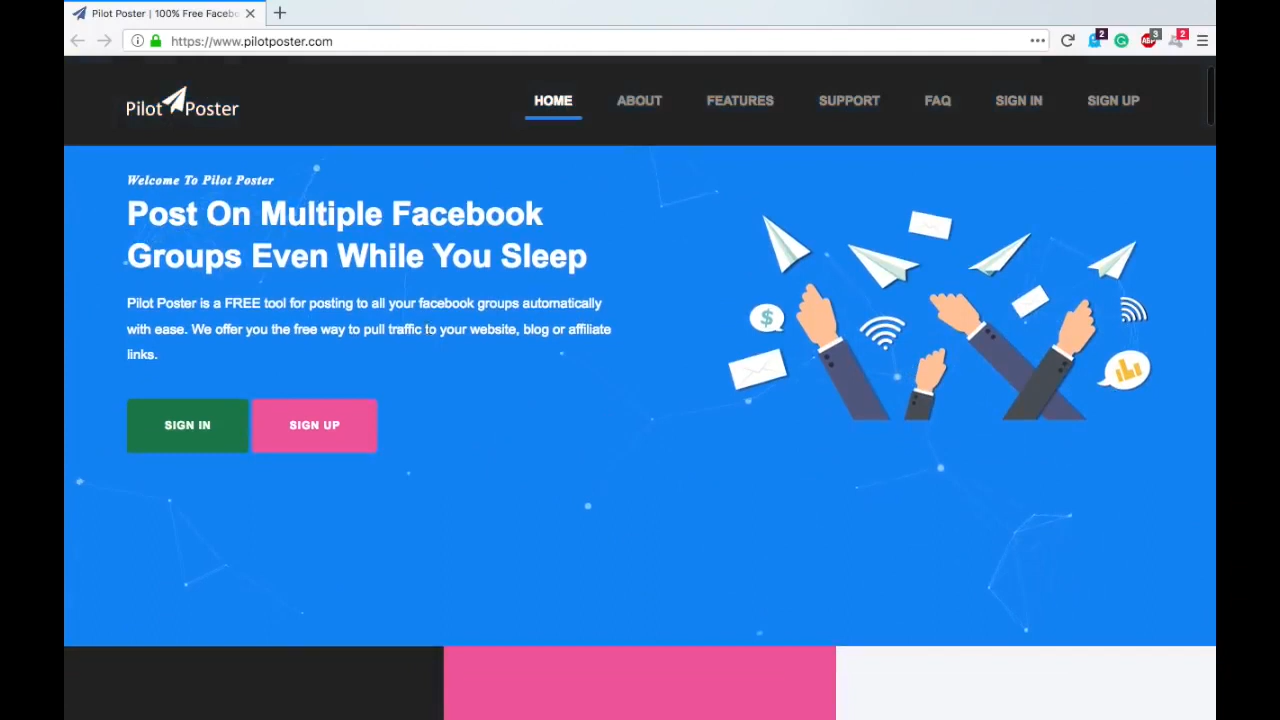 Pilot Poster | 100% Free Facebo
https://www.pilotposter.com
2
3
2
Pilot Poster
HOME ABOUT FEATURES SUPPORT FAQ SIGN IN SIGN UP
Welcome To Pilot Poster
Post On Multiple Facebook
Groups Even While You Sleep
Pilot Poster is a FREE tool for posting to all your facebook groups automatically
with ease. We offer you the free way to pull traffic to your website, blog or affiliate
links.
SIGN IN SIGN UP